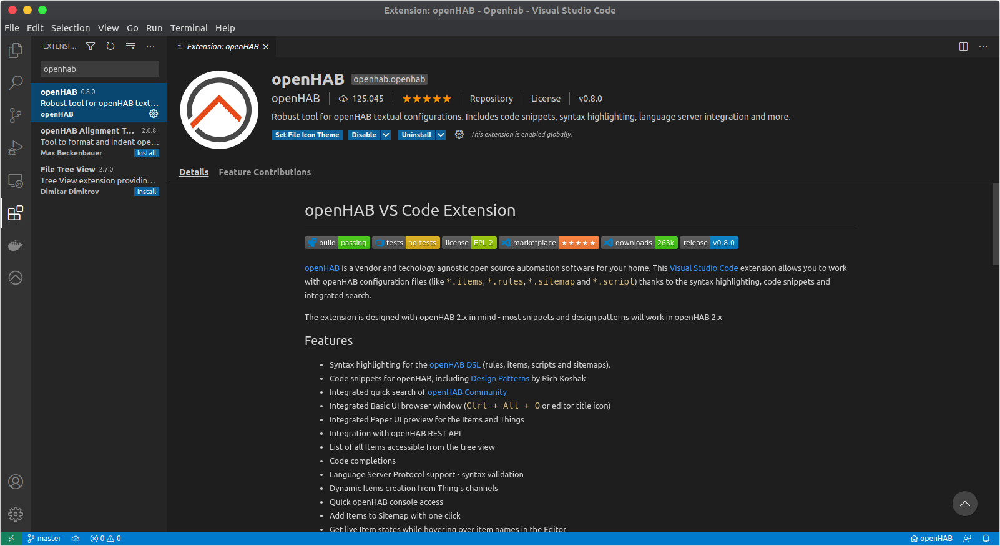 Extension: openHAB - Openhab - Visual Studio Code
File Edit Selection View Go Run Terminal Help
EXTENSI...
Extension: openHAB
openhab
openHAB 0.8.0
Robust tool for openHAB text...
openHAB
openHAB Alignment T... 2.0.8
Tool to format and indent ope...
Max Beckenbauer Install
File Tree View 2.7.0
Tree View extension providin...
Dimitar Dimitrov Install
openHAB openhab.openhab
openHAB 125.045 Repository License v0.8.0
Robust tool for openHAB textual configurations. Includes code snippets, syntax highlighting, language server integration and more.
Set File Icon Theme Disable Uninstall This extension is enabled globally.
Details Feature Contributions
openHAB VS Code Extension
build passing tests no tests license EPL 2 marketplace ★★★★★ downloads 263k release v0.8.0
openHAB is a vendor and techology agnostic open source automation software for your home. This Visual Studio Code extension allows you to work
with openHAB configuration files (like *.items, *.rules, *.sitemap and *.script) thanks to the syntax highlighting, code snippets and
integrated search.
The extension is designed with openHAB 2.x in mind - most snippets and design patterns will work in openHAB 2.x
Features
• Syntax highlighting for the openHAB DSL (rules, items, scripts and sitemaps).
• Code snippets for openHAB, including Design Patterns by Rich Koshak
• Integrated quick search of openHAB Community
• Integrated Basic UI browser window (Ctrl + Alt + O or editor title icon)
• Integrated Paper UI preview for the Items and Things
• Integration with openHAB REST API
• List of all Items accessible from the tree view
• Code completions
• Language Server Protocol support - syntax validation
• Dynamic Items creation from Thing's channels
• Quick openHAB console access
• Add Items to Sitemap with one click
• Get live Item states while hovering over item names in the Editor
master 0 0 openHAB